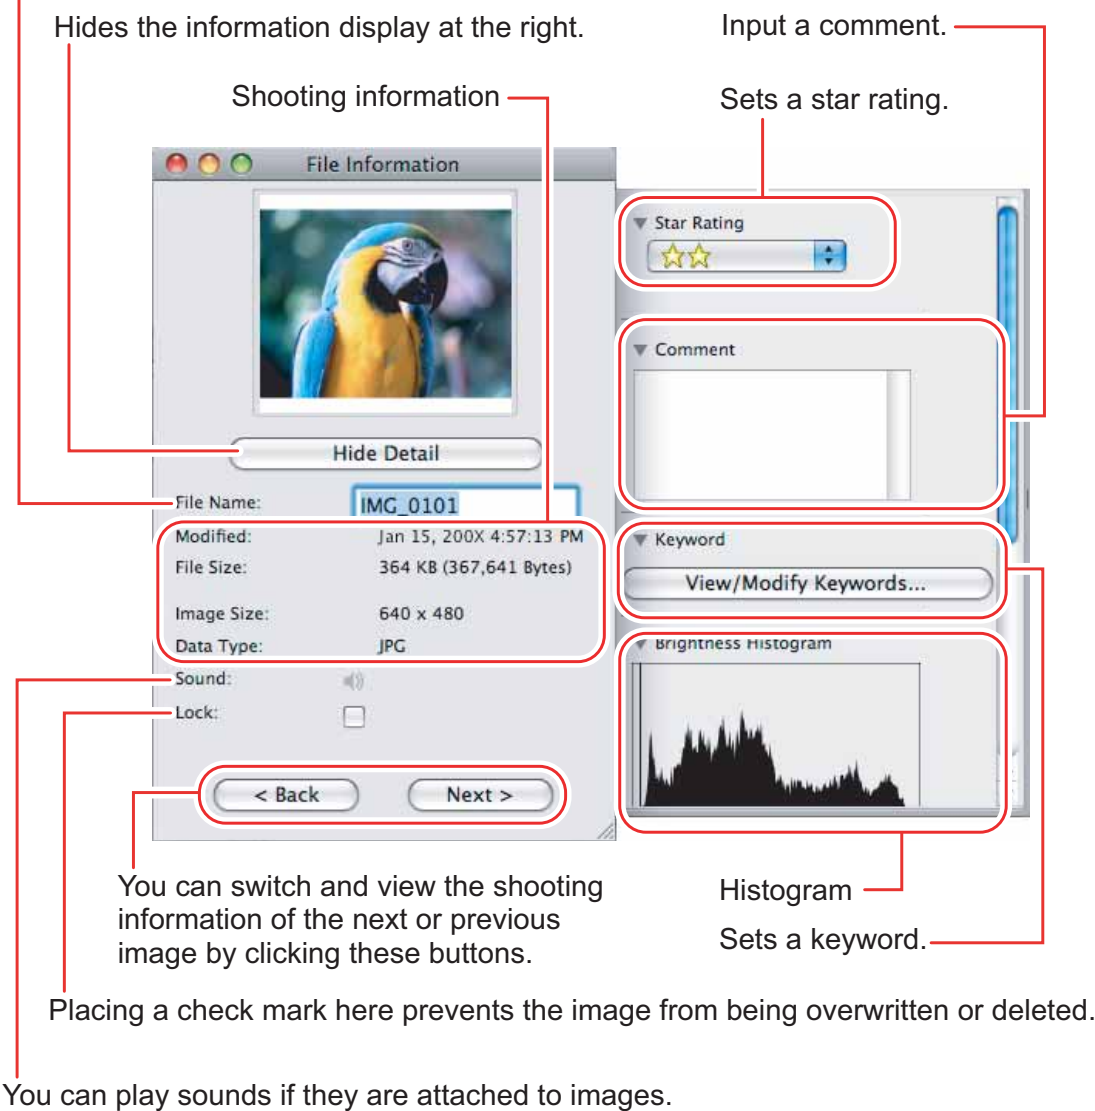 Hides the information display at the right.
Input a comment.
Shooting information
Sets a star rating.
File Information
Star Rating
Comment
Hide Detail
File Name: IMG_0101
Modified: Jan 15, 200X 4:57:13 PM
File Size: 364 KB (367,641 Bytes)
Image Size: 640 x 480
Data Type: JPG
Sound:
Lock:
< Back Next >
Keyword
View/Modify Keywords...
Brightness Histogram
You can switch and view the shooting
information of the next or previous
image by clicking these buttons.
Histogram
Sets a keyword.
Placing a check mark here prevents the image from being overwritten or deleted.
You can play sounds if they are attached to images.